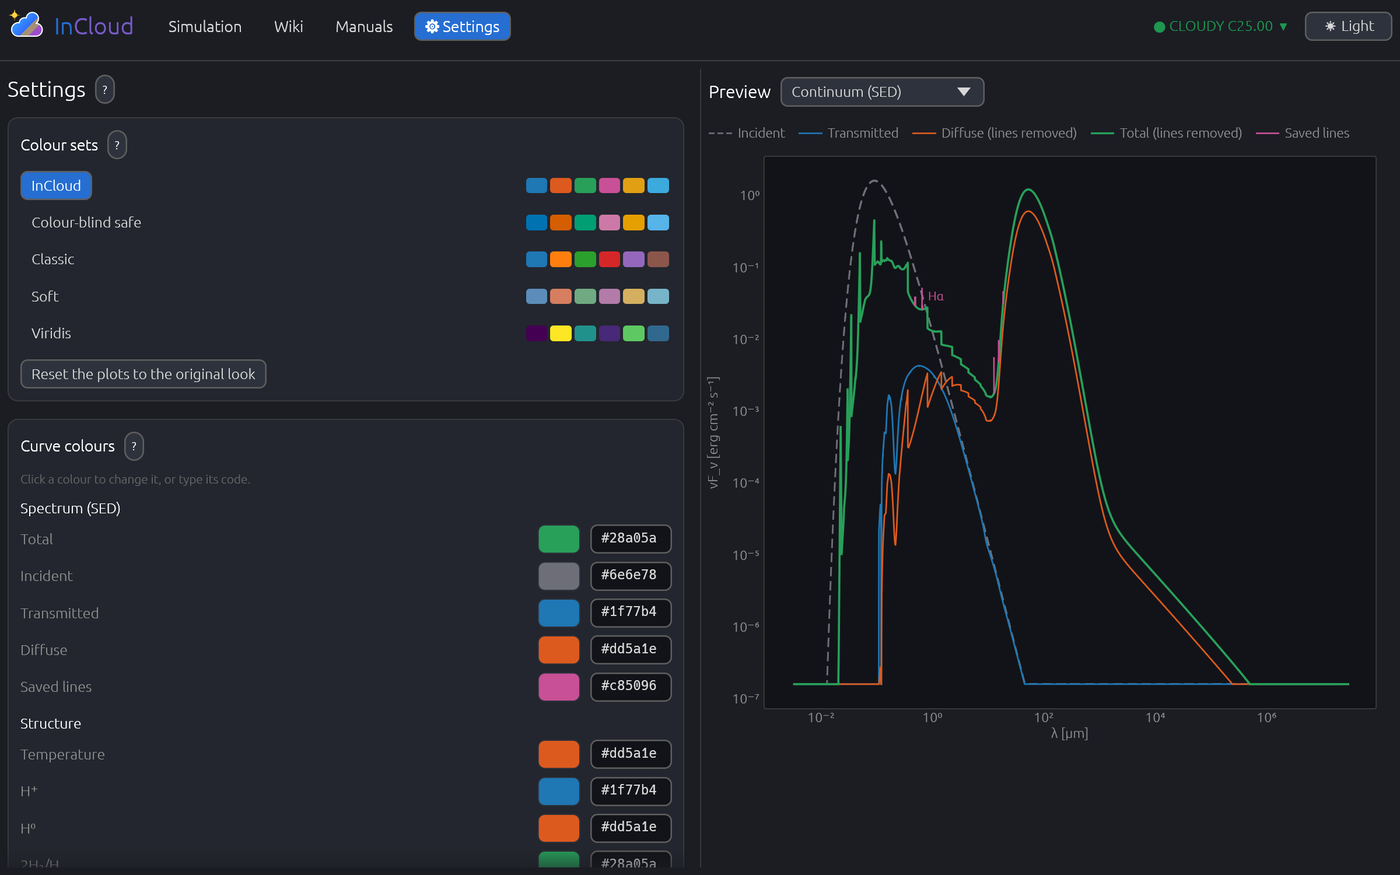 InCloud Simulation Wiki Manuals Settings CLOUDY C25.00 ▼ Light
Settings ?
Colour sets ?
InCloud
Colour-blind safe
Classic
Soft
Viridis
Reset the plots to the original look
Curve colours ?
Click a colour to change it, or type its code.
Spectrum (SED)
Total #28a05a
Incident #6e6e78
Transmitted #1f77b4
Diffuse #dd5a1e
Saved lines #c85096
Structure
Temperature #dd5a1e
H⁺ #1f77b4
H⁰ #dd5a1e
2H₂/H #28a05a
Preview Continuum (SED)
Incident Transmitted Diffuse (lines removed) Total (lines removed) Saved lines
10⁰
10⁻¹
Hα
10⁻²
10⁻³
10⁻⁴
10⁻⁵
10⁻⁶
10⁻⁷
νF_ν [erg cm⁻² s⁻¹]
10⁻² 10⁰ 10² 10⁴ 10⁶
λ [µm]